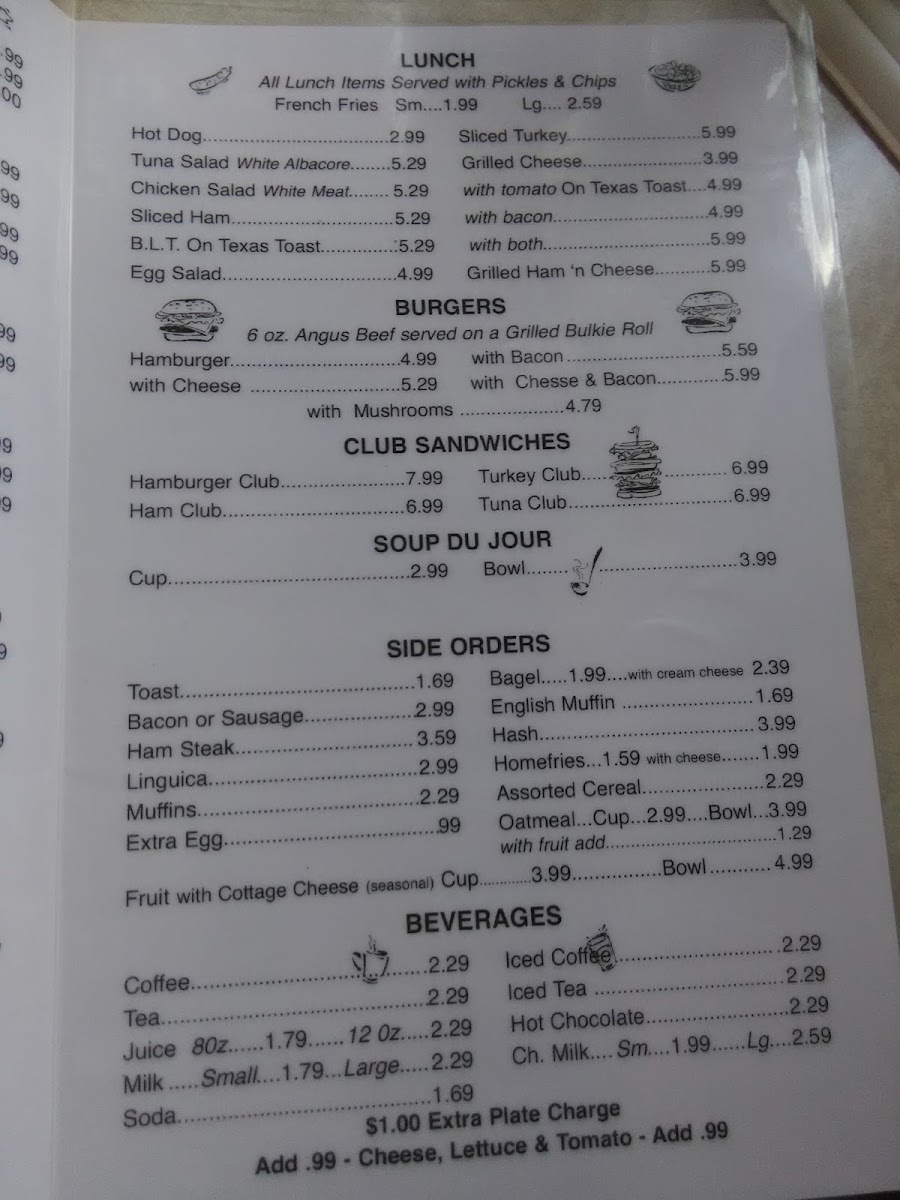 LUNCH
All Lunch Items Served with Pickles & Chips
French Fries Sm....1.99 Lg.... 2.59
Hot Dog..................................2.99 Sliced Turkey.........................5.99
Tuna Salad White Albacore........5.29 Grilled Cheese.........................3.99
Chicken Salad White Meat........ 5.29 with tomato On Texas Toast....4.99
Sliced Ham..............................5.29 with bacon............................4.99
B.L.T. On Texas Toast..............5.29 with both..............................5.99
Egg Salad................................4.99 Grilled Ham 'n Cheese...........5.99
BURGERS
6 oz. Angus Beef served on a Grilled Bulkie Roll
Hamburger...............................4.99 with Bacon ............................5.59
with Cheese ...........................5.29 with Chesse & Bacon............5.99
with Mushrooms ...................4.79
CLUB SANDWICHES
Hamburger Club......................7.99 Turkey Club............................ 6.99
Ham Club................................6.99 Tuna Club..............................6.99
SOUP DU JOUR
Cup..........................................2.99 Bowl.................................3.99
SIDE ORDERS
Toast........................................1.69 Bagel.....1.99....with cream cheese 2.39
Bacon or Sausage...................2.99 English Muffin .......................1.69
Ham Steak.............................. 3.59 Hash...................................... 3.99
Linguica...................................2.99 Homefries...1.59 with cheese.......1.99
Muffins.....................................2.29 Assorted Cereal.....................2.29
Extra Egg....................................99 Oatmeal...Cup...2.99....Bowl...3.99
with fruit add..............................1.29
Fruit with Cottage Cheese (seasonal) Cup............3.99................Bowl ........... 4.99
BEVERAGES
Coffee......................................2.29 Iced Coffee............................2.29
Tea...........................................2.29 Iced Tea ................................2.29
Juice 8oz......1.79...... 12 Oz.....2.29 Hot Chocolate........................2.29
Milk .....Small....1.79...Large.....2.29 Ch. Milk.... Sm....1.99......Lg....2.59
Soda........................................1.69
$1.00 Extra Plate Charge
Add .99 - Cheese, Lettuce & Tomato - Add .99